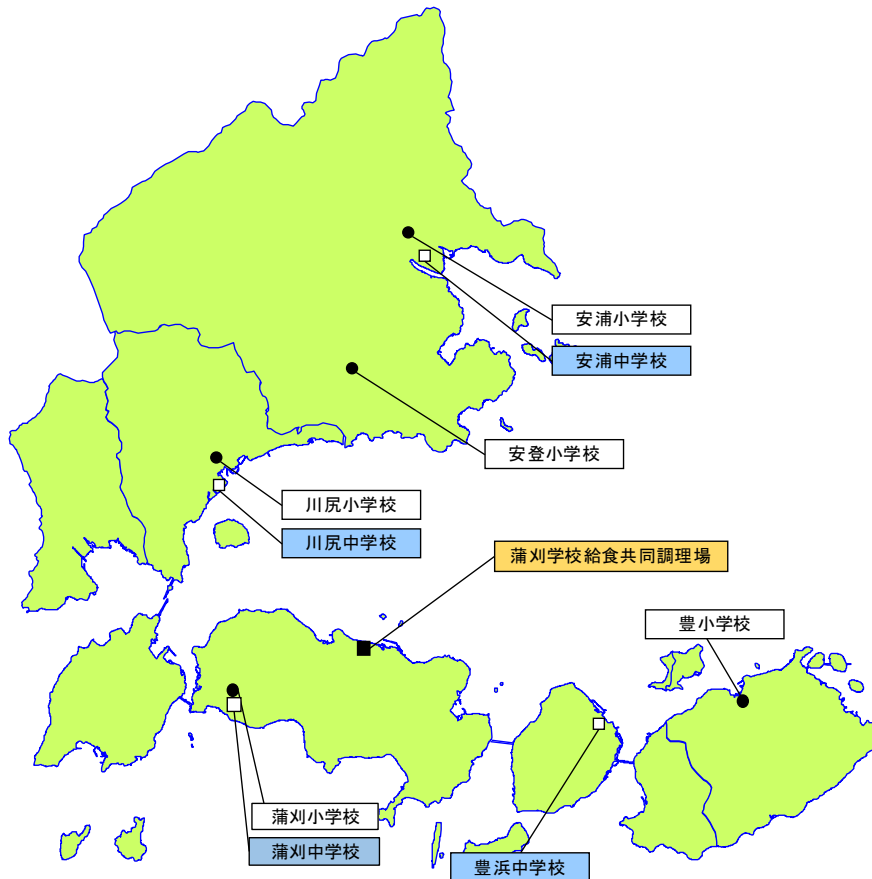 安浦小学校
安浦中学校
安登小学校
川尻小学校
川尻中学校
蒲刈学校給食共同調理場
豊小学校
蒲刈小学校
蒲刈中学校
豊浜中学校